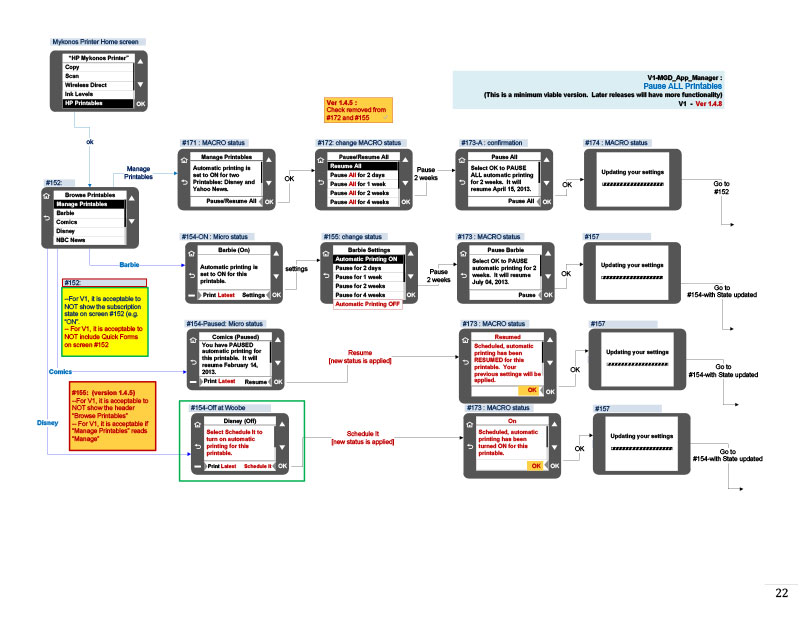 Mykonos Printer Home screen
"HP Mykonos Printer"
Copy
Scan
Wireless Direct
Ink Levels
HP Printables
OK
V1-MGD_App_Manager :
Pause ALL Printables
(This is a minimum viable version. Later releases will have more functionality)
V1 - Ver 1.4.8
Ver 1.4.5 :
Check removed from
#172 and #155
ok
Manage
Printables
#171 : MACRO status
Manage Printables
Automatic printing is
set to ON for two
Printables: Disney and
Yahoo News.
Pause/Resume All
OK
OK
#172: change MACRO status
Pause/Resume All
Resume All
Pause All for 2 days
Pause All for 1 week
Pause All for 2 weeks
Pause All for 4 weeks
OK
Pause
2 weeks
#173-A : confirmation
Pause All
Select OK to PAUSE
ALL automatic printing
for 2 weeks. It will
resume April 15, 2013.
Pause All
OK
OK
#174 : MACRO status
Updating your settings
Go to
#152
#152:
Browse Printables
Manage Printables
Barbie
Comics
Disney
NBC News
OK
Barbie
#154-ON : Micro status
Barbie (On)
Automatic printing is
set to ON for this
printable.
Print Latest
Settings
OK
settings
#155: change status
Barbie Settings
Automatic Printing ON
Pause for 2 days
Pause for 1 week
Pause for 2 weeks
Pause for 4 weeks
Automatic Printing OFF
OK
Pause
2 weeks
#173 : MACRO status
Pause Barbie
Select OK to PAUSE
automatic printing for 2
weeks. It will resume
July 04, 2013.
Pause
OK
OK
#157
Updating your settings
Go to
#154-with State updated
#152:
--For V1, it is acceptable to
NOT show the subscription
state on screen #152 (e.g.
"ON".
-- For V1, it is acceptable to
NOT include Quick Forms
on screen #152
Comics
#154-Paused: Micro status
Comics (Paused)
You have PAUSED
automatic printing for
this printable. It will
resume February 14,
2013.
Print Latest
Resume
OK
Resume
[new status is applied]
#173 : MACRO status
Resumed
Scheduled, automatic
printing has been
RESUMED for this
printable. Your
previous settings will be
applied.
OK
OK
OK
#157
Updating your settings
Go to
#154-with State updated
#155: (version 1.4.5)
--For V1, it is acceptable to
NOT show the header
"Browse Printables"
-- For V1, it is acceptable if
"Manage Printables" reads
"Manage"
Disney
#154-Off at Woobe
Disney (Off)
Select Schedule It to
turn on automatic
printing for this
printable.
Print Latest
Schedule It
OK
Schedule It
[new status is applied]
#173 : MACRO status
On
Scheduled, automatic
printing has been
turned ON for this
printable.
OK
OK
OK
#157
Updating your settings
Go to
#154-with State updated
22